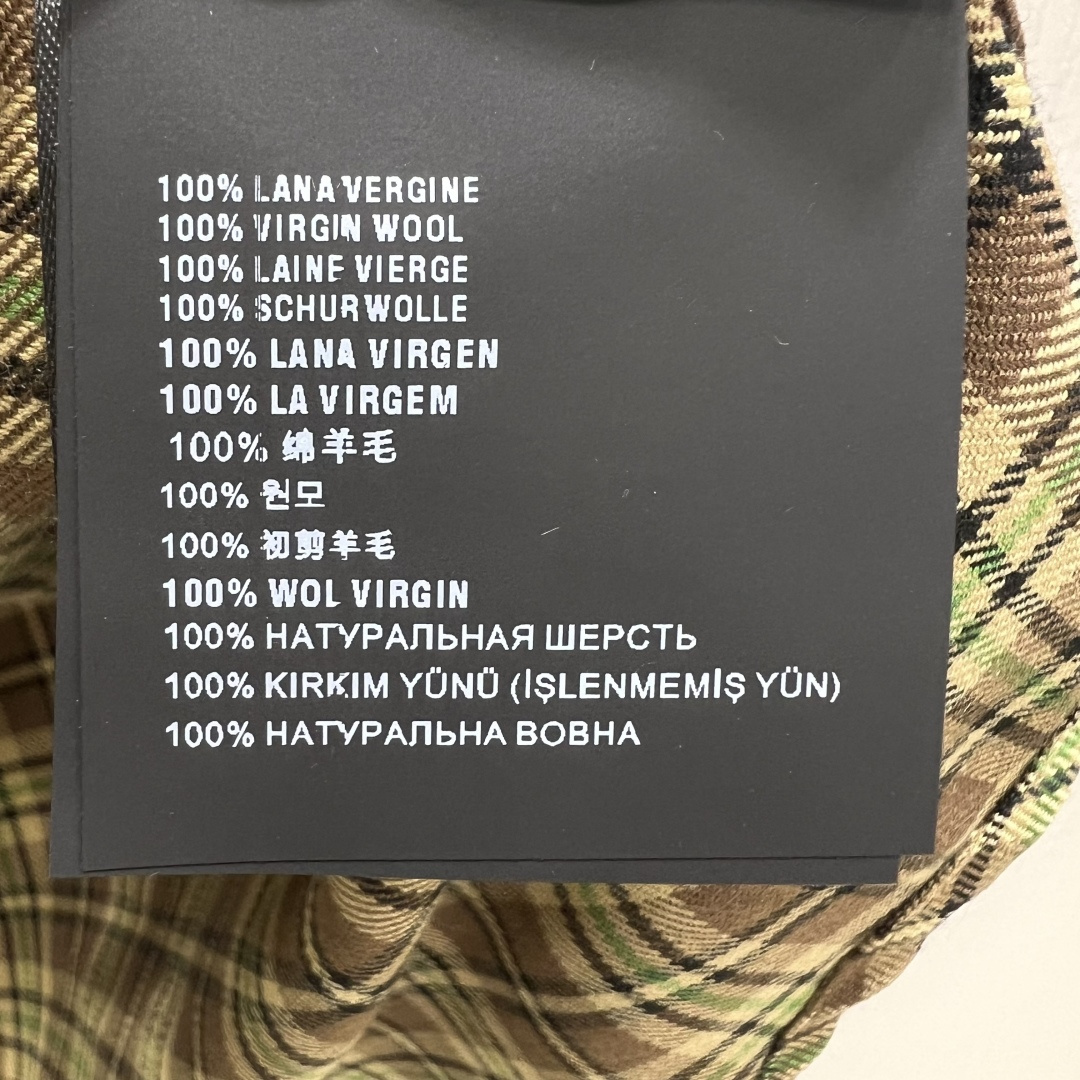 100% LANA VERGINE
100% VIRGIN WOOL
100% LAINE VIERGE
100% SCHURWOLLE
100% LANA VIRGEN
100% LA VIRGEM
100% 绵羊毛
100% 원모
100% 初剪羊毛
100% WOL VIRGIN
100% НАТУРАЛЬНАЯ ШЕРСТЬ
100% KIRKIM YÜNÜ (İŞLENMEMİŞ YÜN)
100% НАТУРАЛЬНА ВОВНА